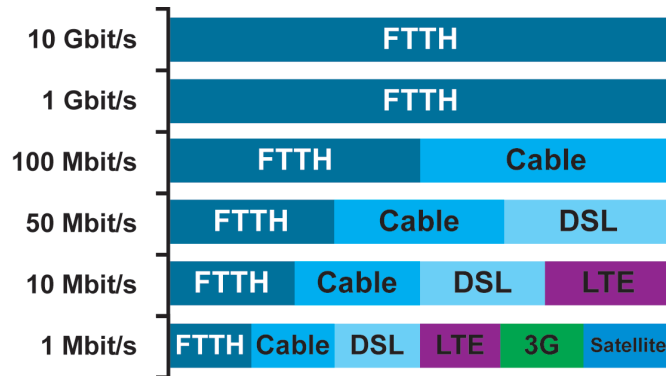 10 Gbit/s FTTH
1 Gbit/s FTTH
100 Mbit/s FTTH Cable
50 Mbit/s FTTH Cable DSL
10 Mbit/s FTTH Cable DSL LTE
1 Mbit/s FTTH Cable DSL LTE 3G Satellite